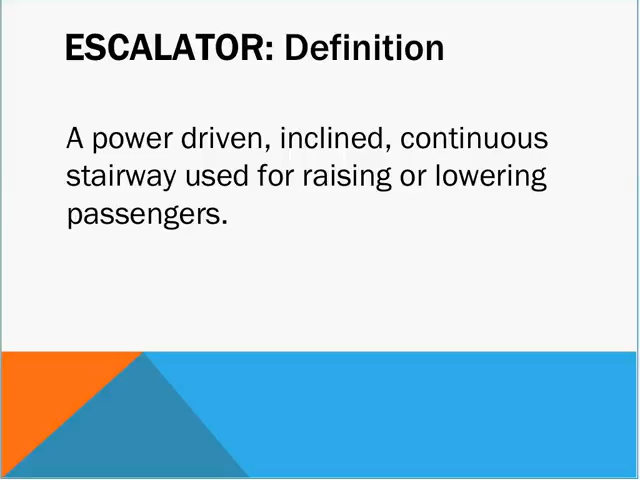 ESCALATOR: Definition
A power driven, inclined, continuous
stairway used for raising or lowering
passengers.